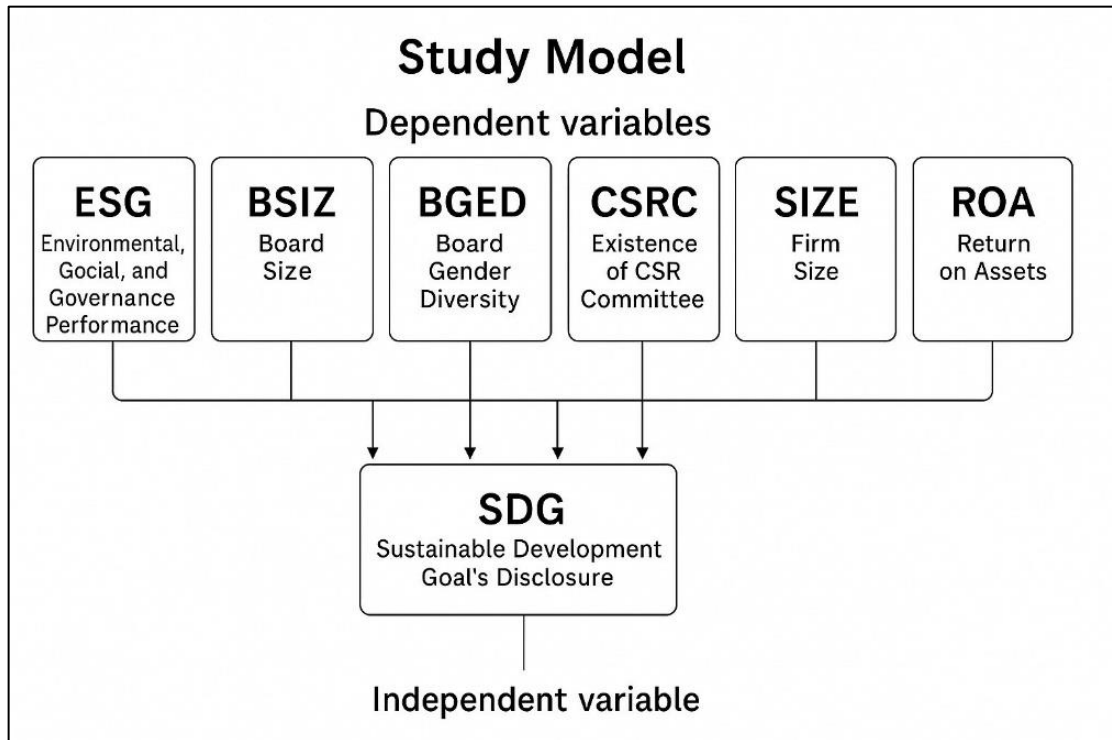 Study Model
Dependent variables
ESG
Environmental,
Gocial, and
Governance
Performance
BSIZ
Board
Size
BGED
Board
Gender
Diversity
CSRC
Existence
of CSR
Committee
SIZE
Firm
Size
ROA
Return
on Assets
SDG
Sustainable Development
Goal's Disclosure
Independent variable